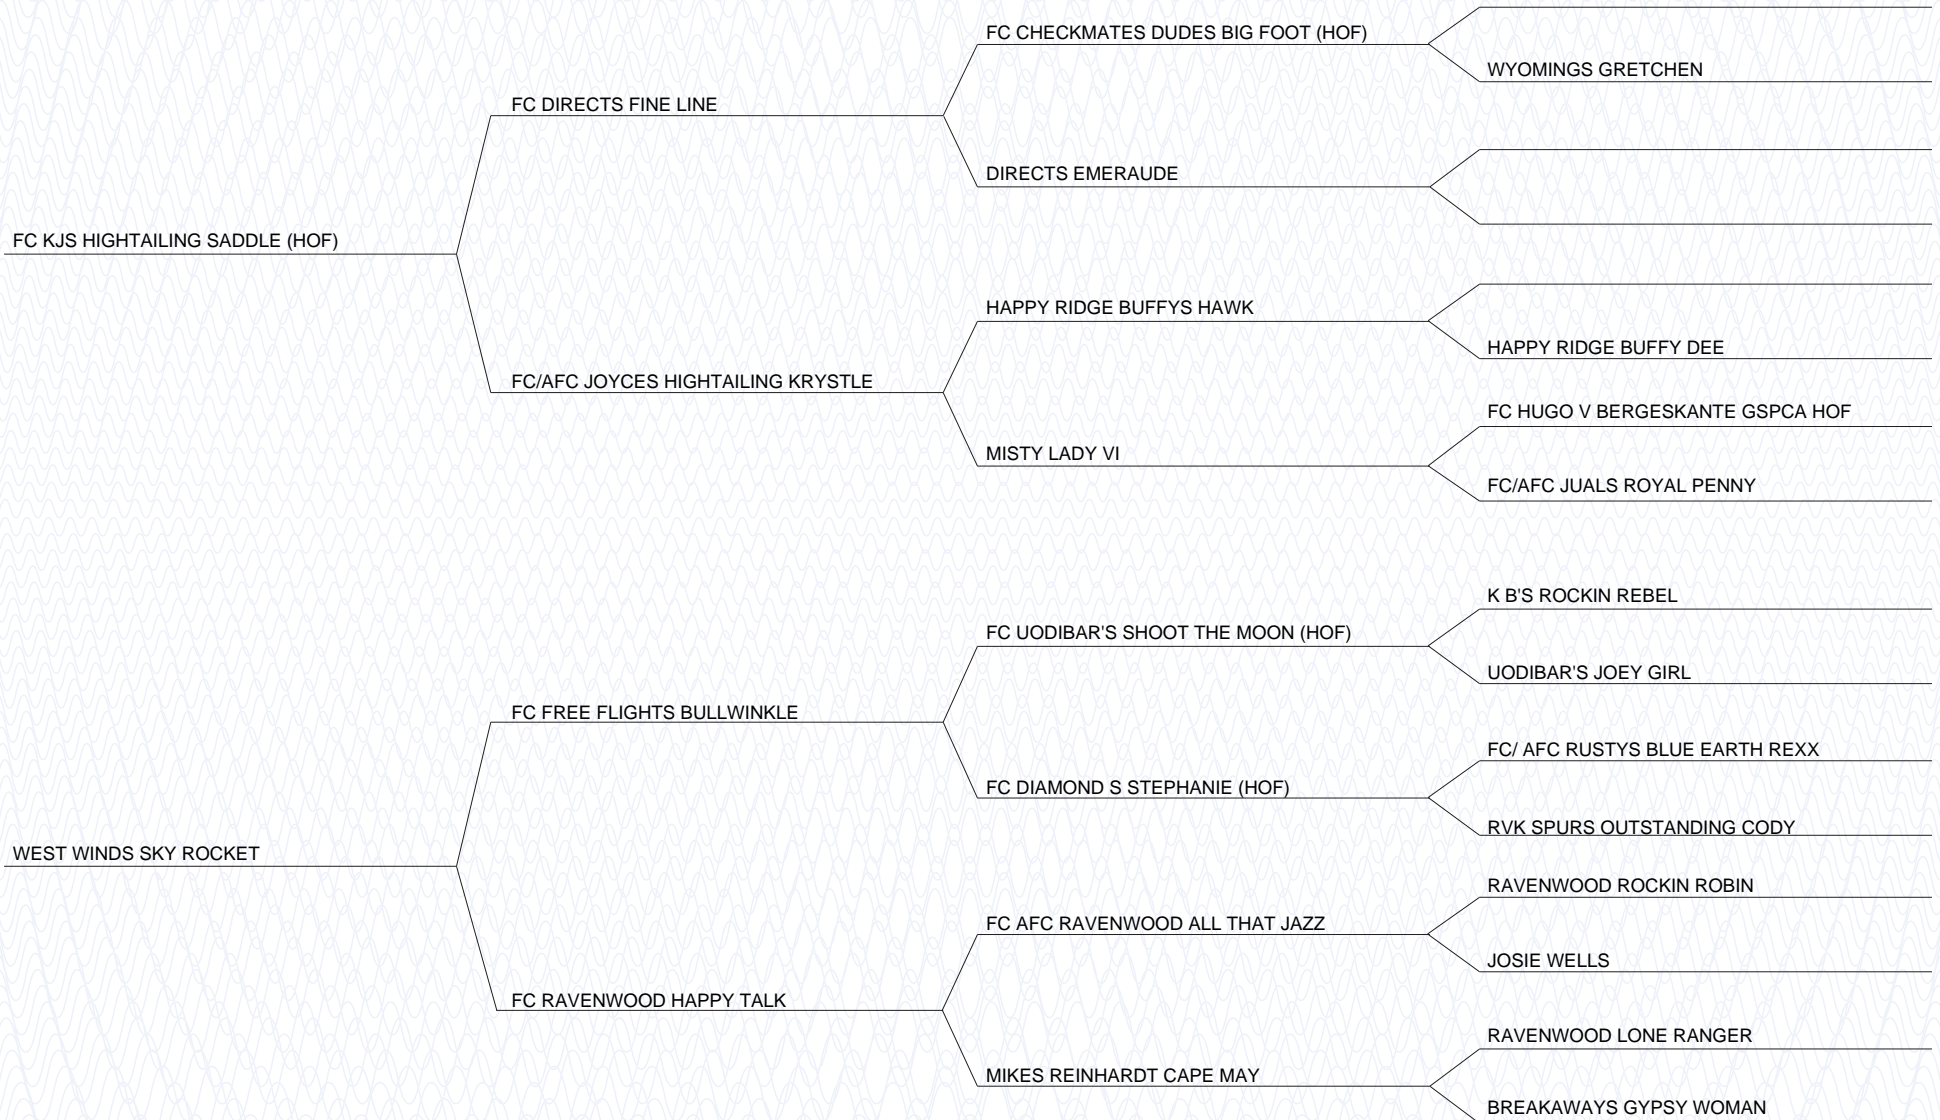 FC CHECKMATES DUDES BIG FOOT (HOF)
WYOMINGS GRETCHEN
FC DIRECTS FINE LINE
DIRECTS EMERAUDE
FC KJS HIGHTAILING SADDLE (HOF)
HAPPY RIDGE BUFFYS HAWK
HAPPY RIDGE BUFFY DEE
FC/AFC JOYCES HIGHTAILING KRYSTLE
FC HUGO V BERGESKANTE GSPCA HOF
MISTY LADY VI
FC/AFC JUALS ROYAL PENNY
K B'S ROCKIN REBEL
FC UODIBAR'S SHOOT THE MOON (HOF)
UODIBAR'S JOEY GIRL
FC FREE FLIGHTS BULLWINKLE
FC/ AFC RUSTYS BLUE EARTH REXX
FC DIAMOND S STEPHANIE (HOF)
RVK SPURS OUTSTANDING CODY
WEST WINDS SKY ROCKET
RAVENWOOD ROCKIN ROBIN
FC AFC RAVENWOOD ALL THAT JAZZ
JOSIE WELLS
FC RAVENWOOD HAPPY TALK
RAVENWOOD LONE RANGER
MIKES REINHARDT CAPE MAY
BREAKAWAYS GYPSY WOMAN